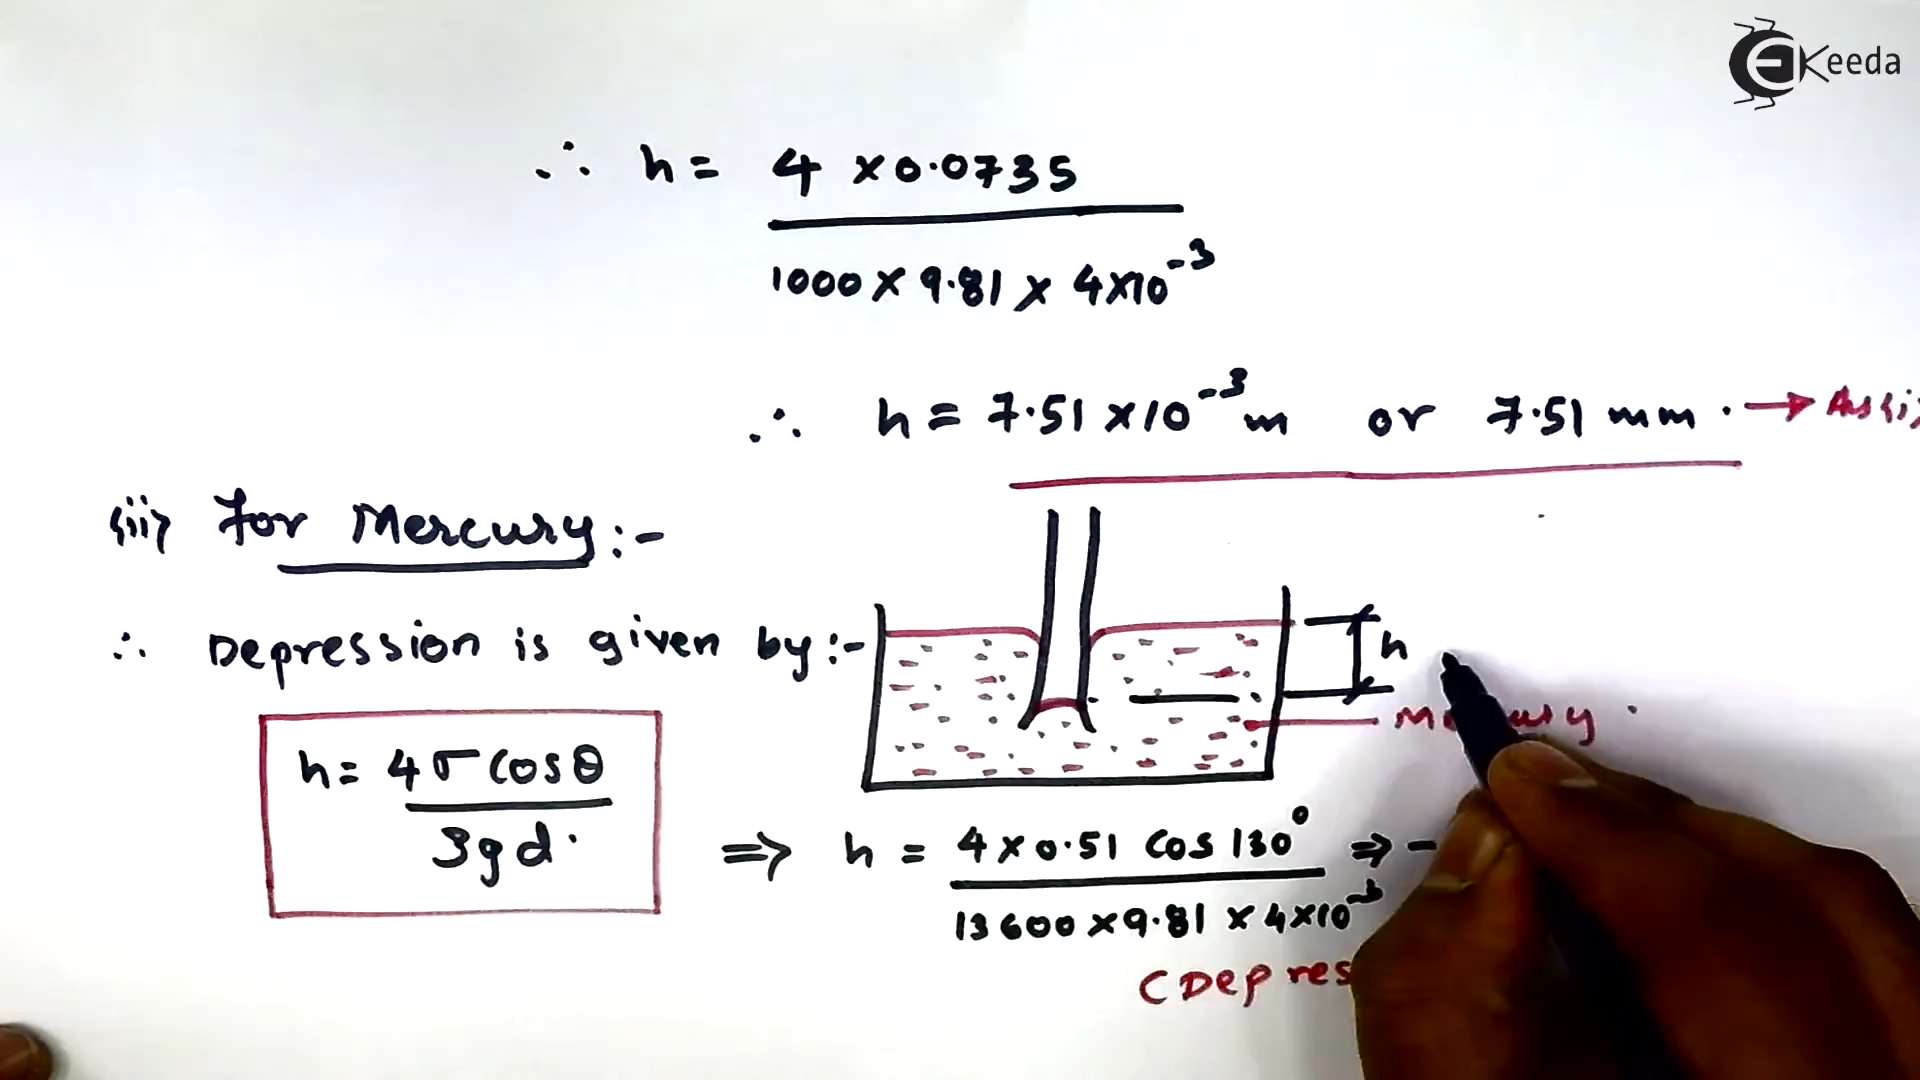 EKeeda
∴ h = 4 × 0.0735
1000 × 9.81 × 4×10⁻³
∴ h = 7.51 ×10⁻³ m or 7.51 mm. →
(ii) For Mercury:-
∴ Depression is given by:-
h
Mercury.
h = 4σ cosθ
ρgd.
⇒ h = 4×0.51 cos 130° ⇒ -
13600 ×9.81 × 4×10⁻³